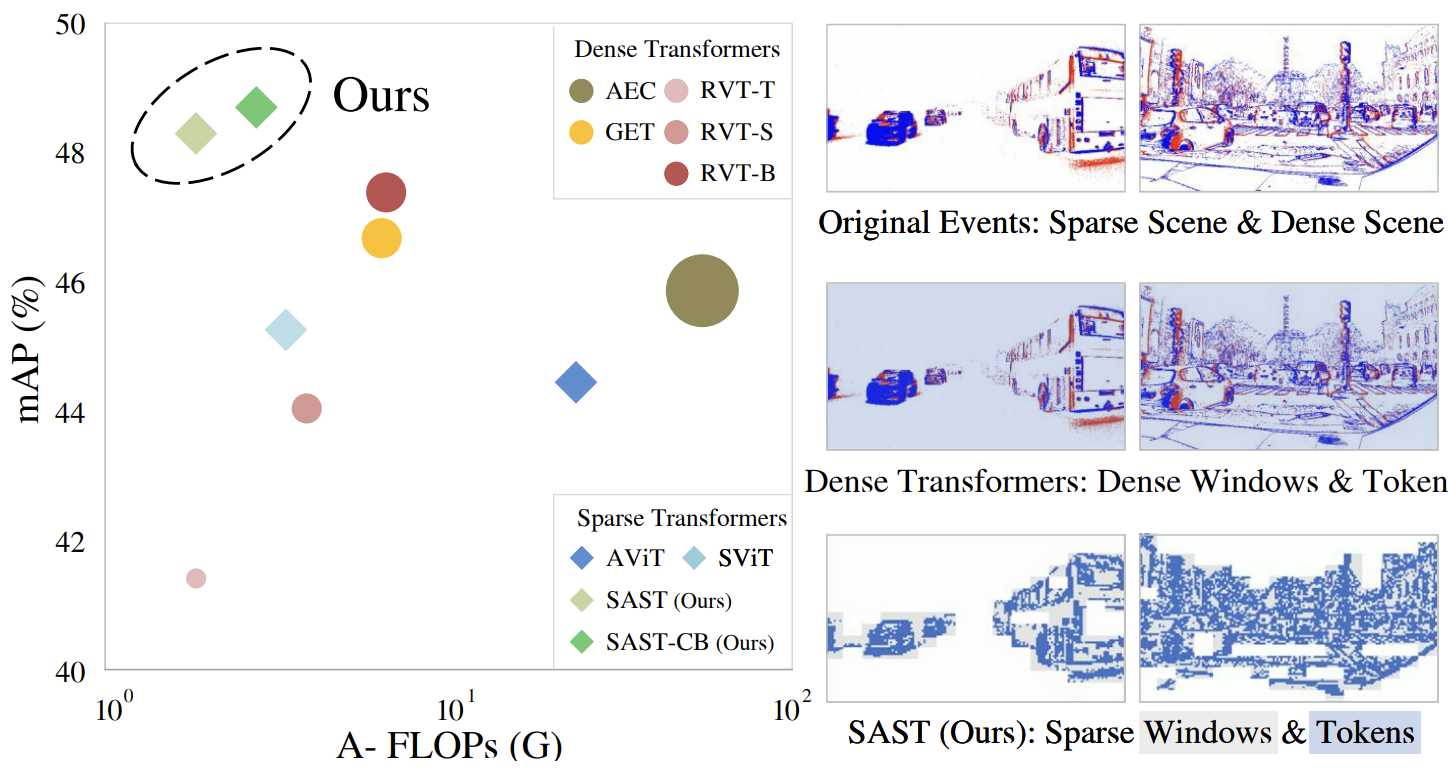 50
48
46
44
42
40
mAP (%)
10^0
10^1
10^2
A- FLOPs (G)
Ours
Dense Transformers
AEC RVT-T
GET RVT-S
RVT-B
Sparse Transformers
AViT SViT
SAST (Ours)
SAST-CB (Ours)
Original Events: Sparse Scene & Dense Scene
Dense Transformers: Dense Windows & Token
SAST (Ours): Sparse Windows & Tokens